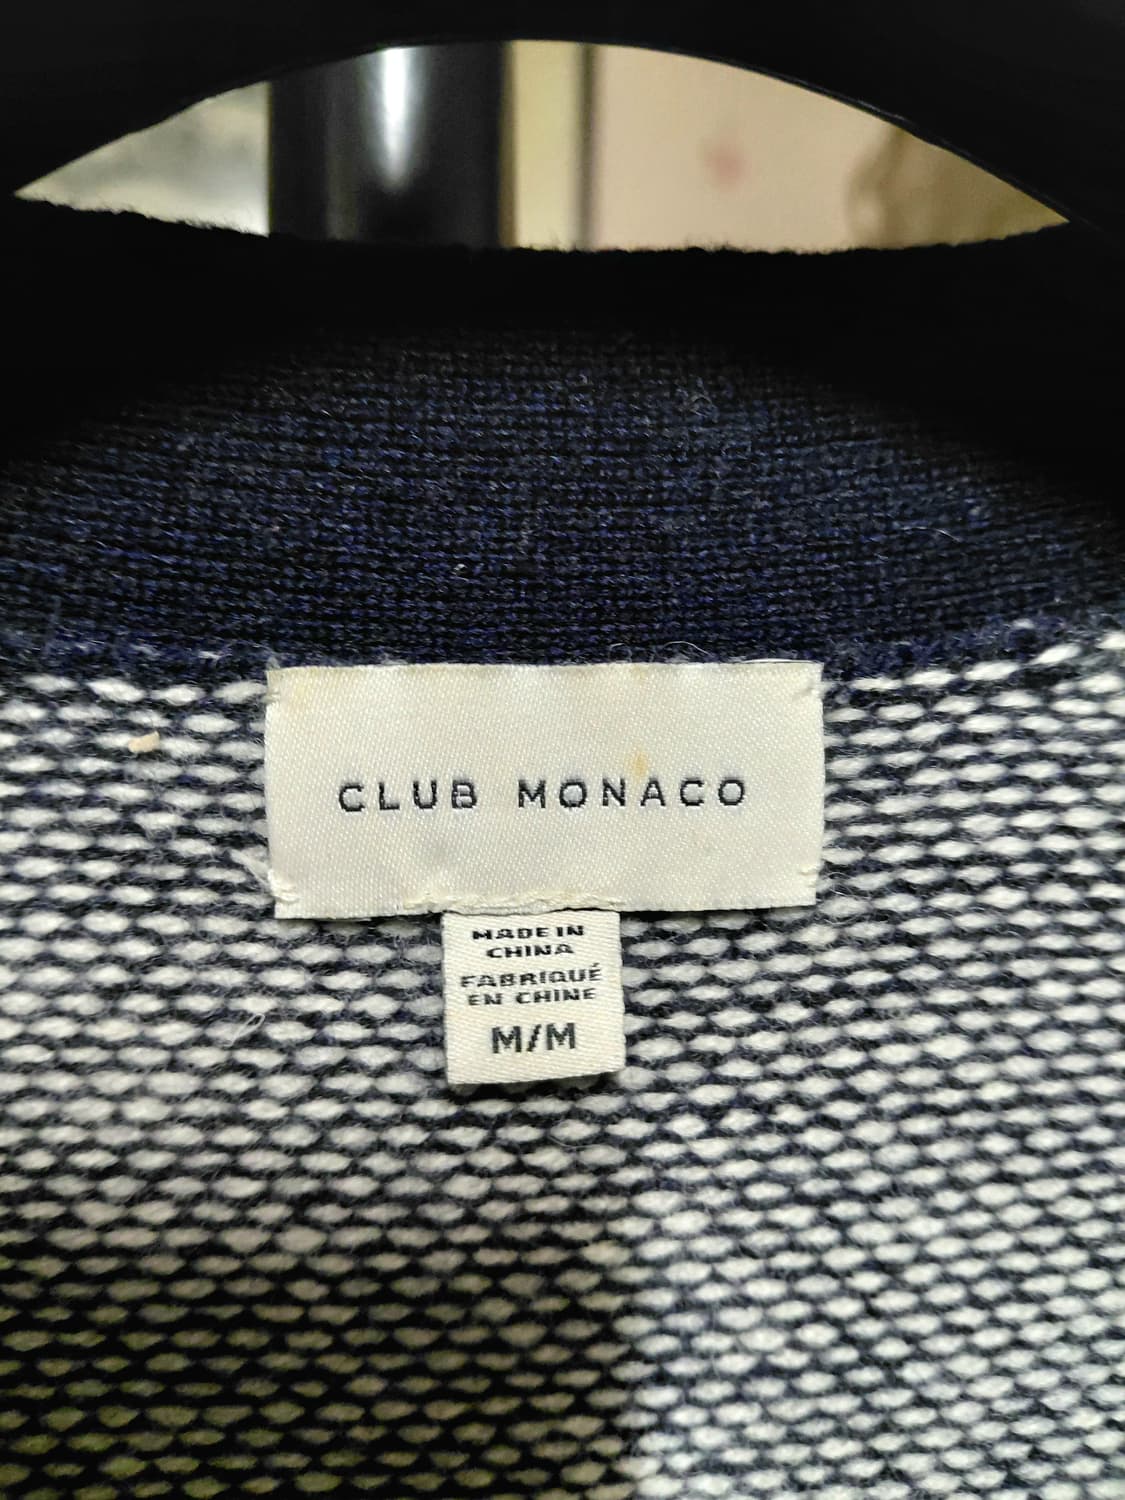 CLUB MONACO
MADE IN
CHINA
FABRIQUÉ
EN CHINE
M/M